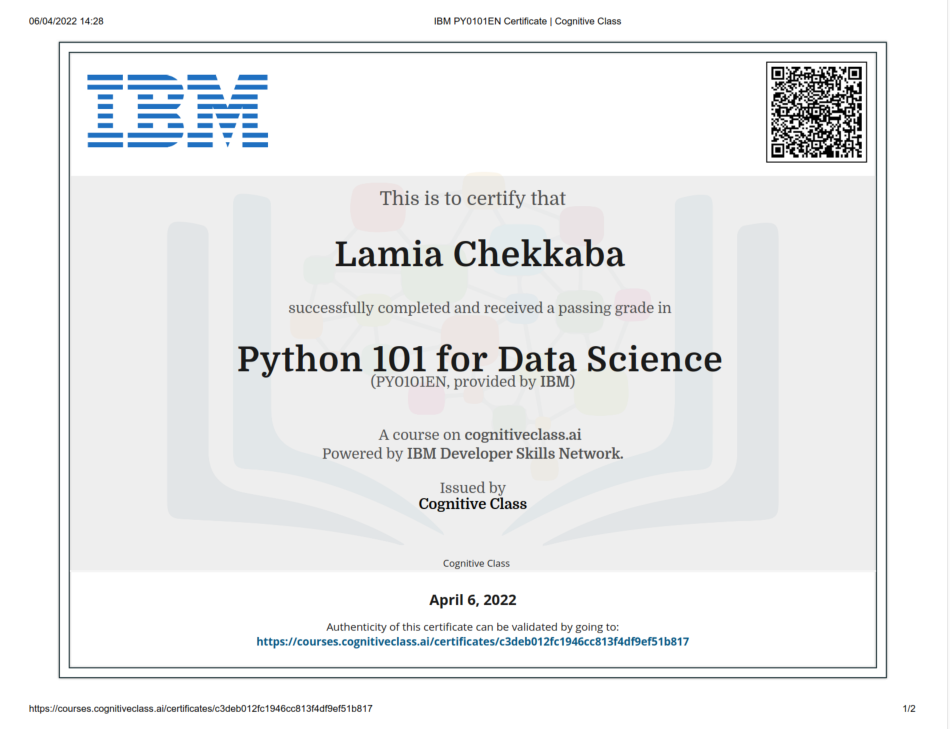 06/04/2022 14:28
IBM PY0101EN Certificate | Cognitive Class
IBM
This is to certify that
Lamia Chekkaba
successfully completed and received a passing grade in
Python 101 for Data Science
(PY0101EN, provided by IBM)
A course on cognitiveclass.ai
Powered by IBM Developer Skills Network.
Issued by
Cognitive Class
Cognitive Class
April 6, 2022
Authenticity of this certificate can be validated by going to:
https://courses.cognitiveclass.ai/certificates/c3deb012fc1946cc813f4df9ef51b817
https://courses.cognitiveclass.ai/certificates/c3deb012fc1946cc813f4df9ef51b817
1/2